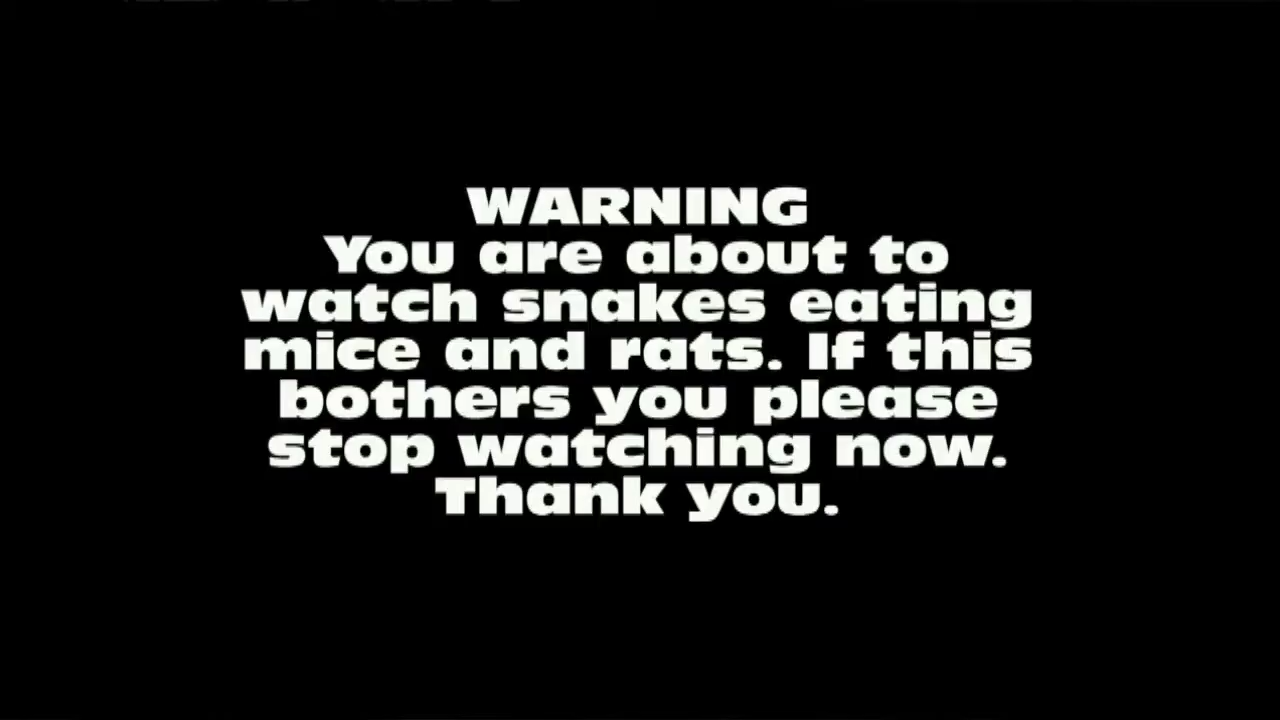 WARNING
You are about to
watch snakes eating
mice and rats. If this
bothers you please
stop watching now.
Thank you.